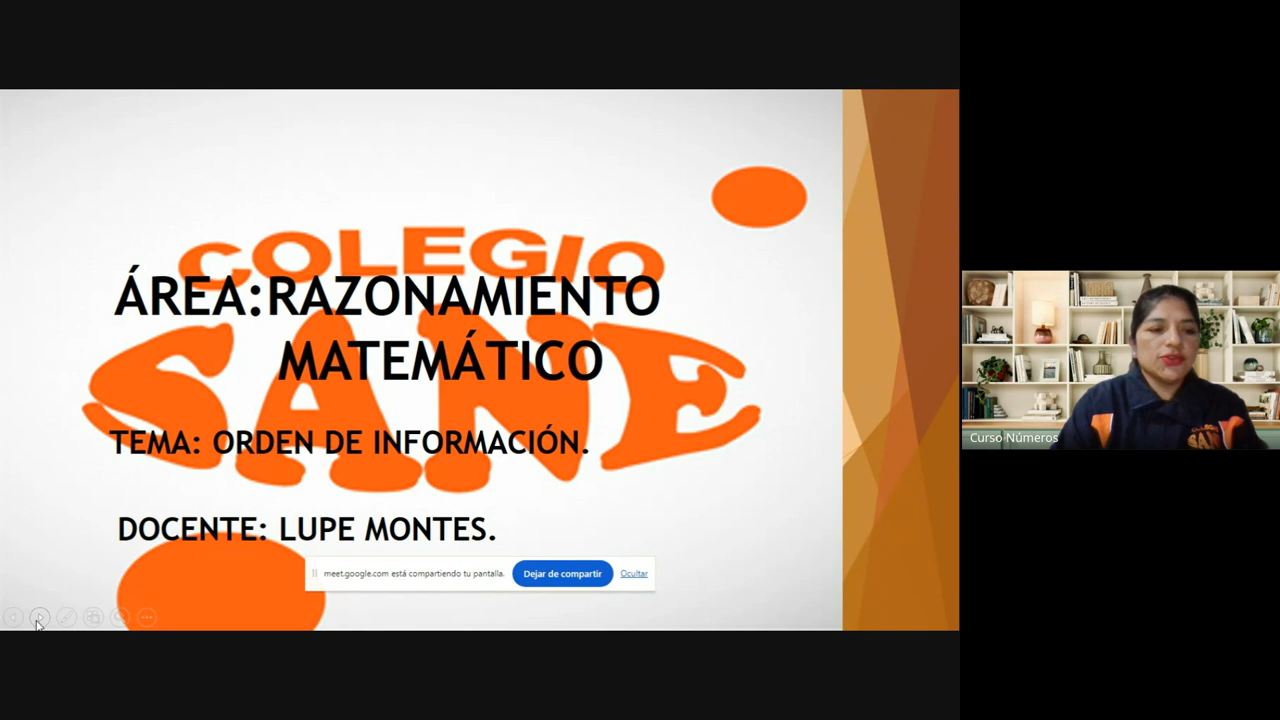 COLEGIO
SANE
ÁREA:RAZONAMIENTO
MATEMÁTICO
TEMA: ORDEN DE INFORMACIÓN.
DOCENTE: LUPE MONTES.
meet.google.com está compartiendo tu pantalla.
Dejar de compartir
Ocultar
Curso Números